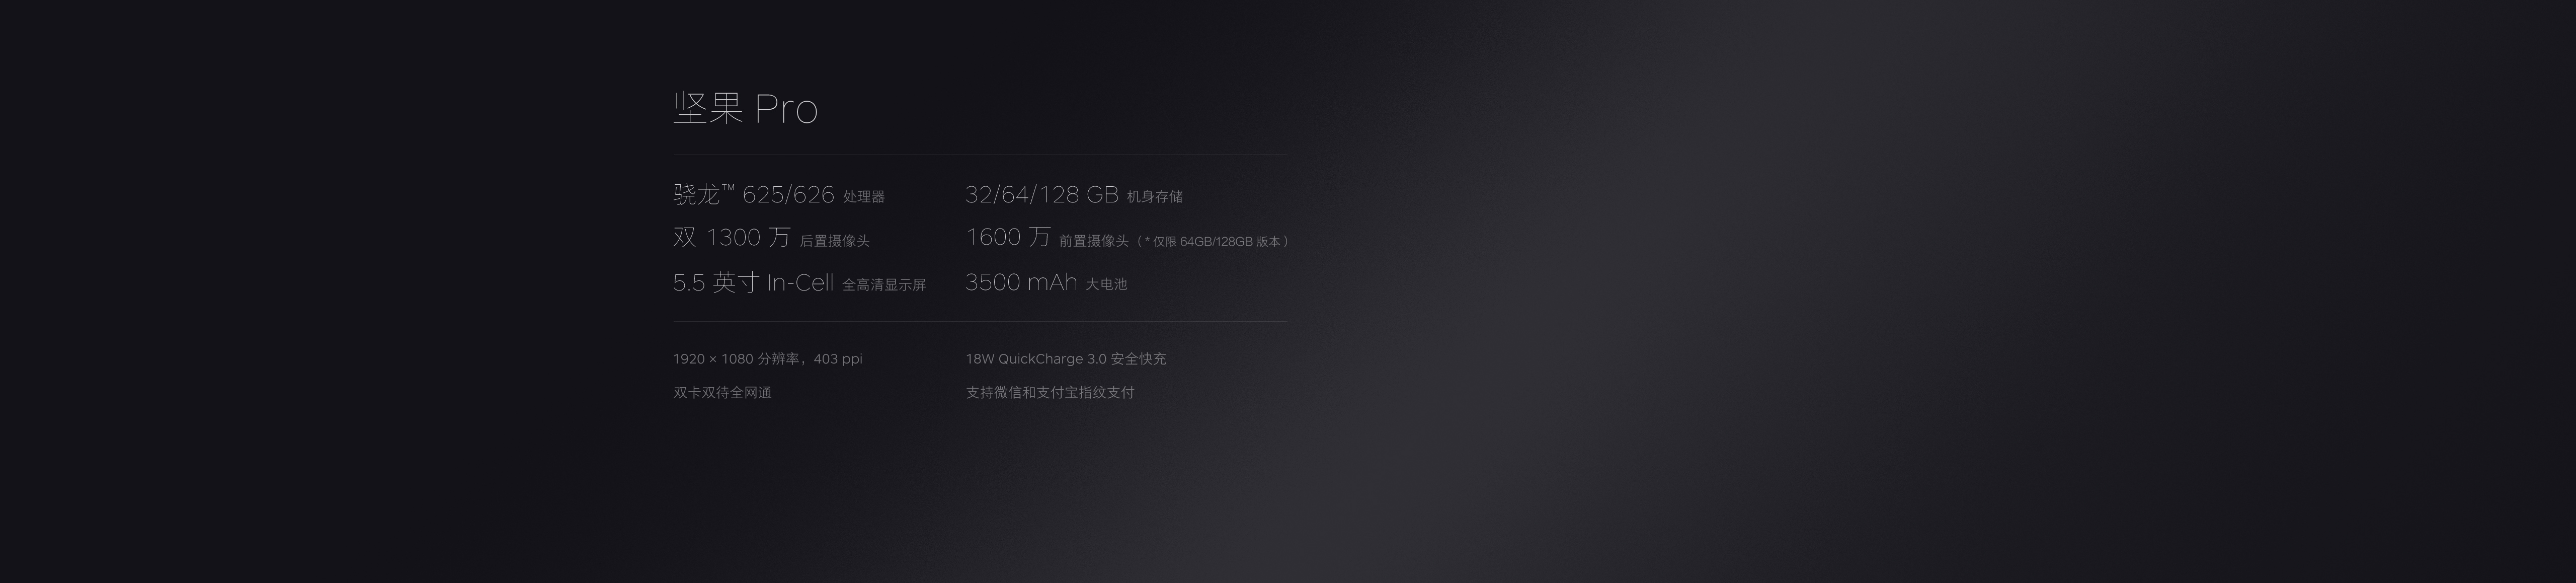 坚果 Pro
骁龙™ 625/626 处理器
32/64/128 GB 机身存储
双 1300 万 后置摄像头
1600 万 前置摄像头（* 仅限 64GB/128GB 版本）
5.5 英寸 In-Cell 全高清显示屏
3500 mAh 大电池
1920 × 1080 分辨率，403 ppi
18W QuickCharge 3.0 安全快充
双卡双待全网通
支持微信和支付宝指纹支付